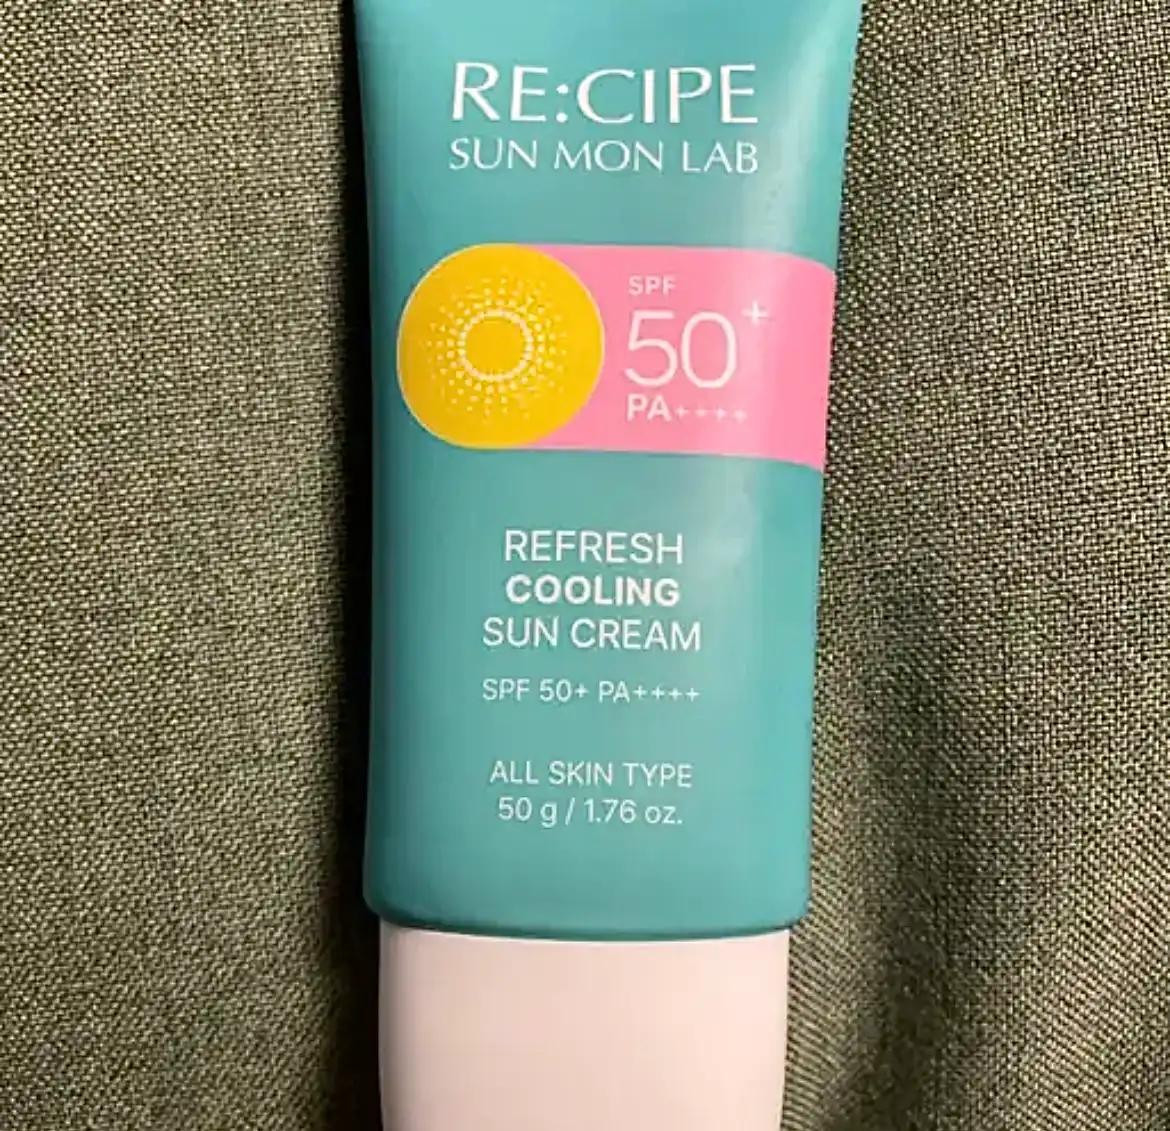 RE:CIPE
SUN MON LAB
SPF
50+
PA++++
REFRESH
COOLING
SUN CREAM
SPF 50+ PA++++
ALL SKIN TYPE
50 g / 1.76 oz.